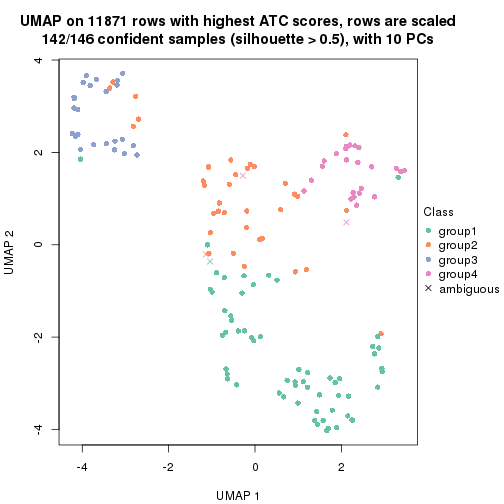 UMAP on 11871 rows with highest ATC scores, rows are scaled
142/146 confident samples (silhouette > 0.5), with 10 PCs
4
2
0
-2
-4
UMAP 2
-4
-2
0
2
UMAP 1
Class
group1
group2
group3
group4
ambiguous